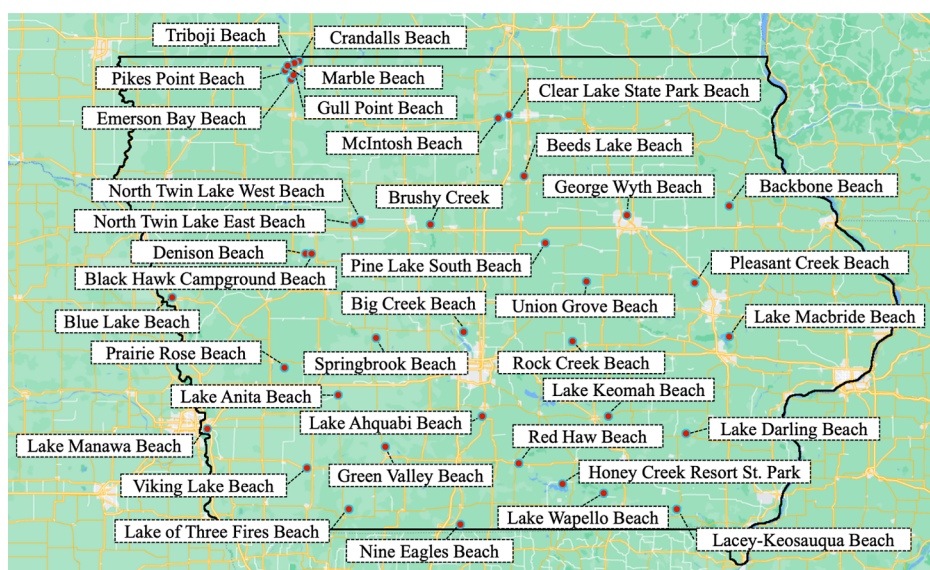 Triboji Beach
Crandalls Beach
Pikes Point Beach
Marble Beach
Gull Point Beach
Emerson Bay Beach
Clear Lake State Park Beach
McIntosh Beach
Beeds Lake Beach
North Twin Lake West Beach
Brushy Creek
George Wyth Beach
Backbone Beach
North Twin Lake East Beach
Denison Beach
Pine Lake South Beach
Pleasant Creek Beach
Black Hawk Campground Beach
Big Creek Beach
Union Grove Beach
Blue Lake Beach
Lake Macbride Beach
Prairie Rose Beach
Springbrook Beach
Rock Creek Beach
Lake Anita Beach
Lake Keomah Beach
Lake Ahquabi Beach
Lake Manawa Beach
Red Haw Beach
Lake Darling Beach
Viking Lake Beach
Green Valley Beach
Honey Creek Resort St. Park
Lake of Three Fires Beach
Lake Wapello Beach
Nine Eagles Beach
Lacey-Keosauqua Beach